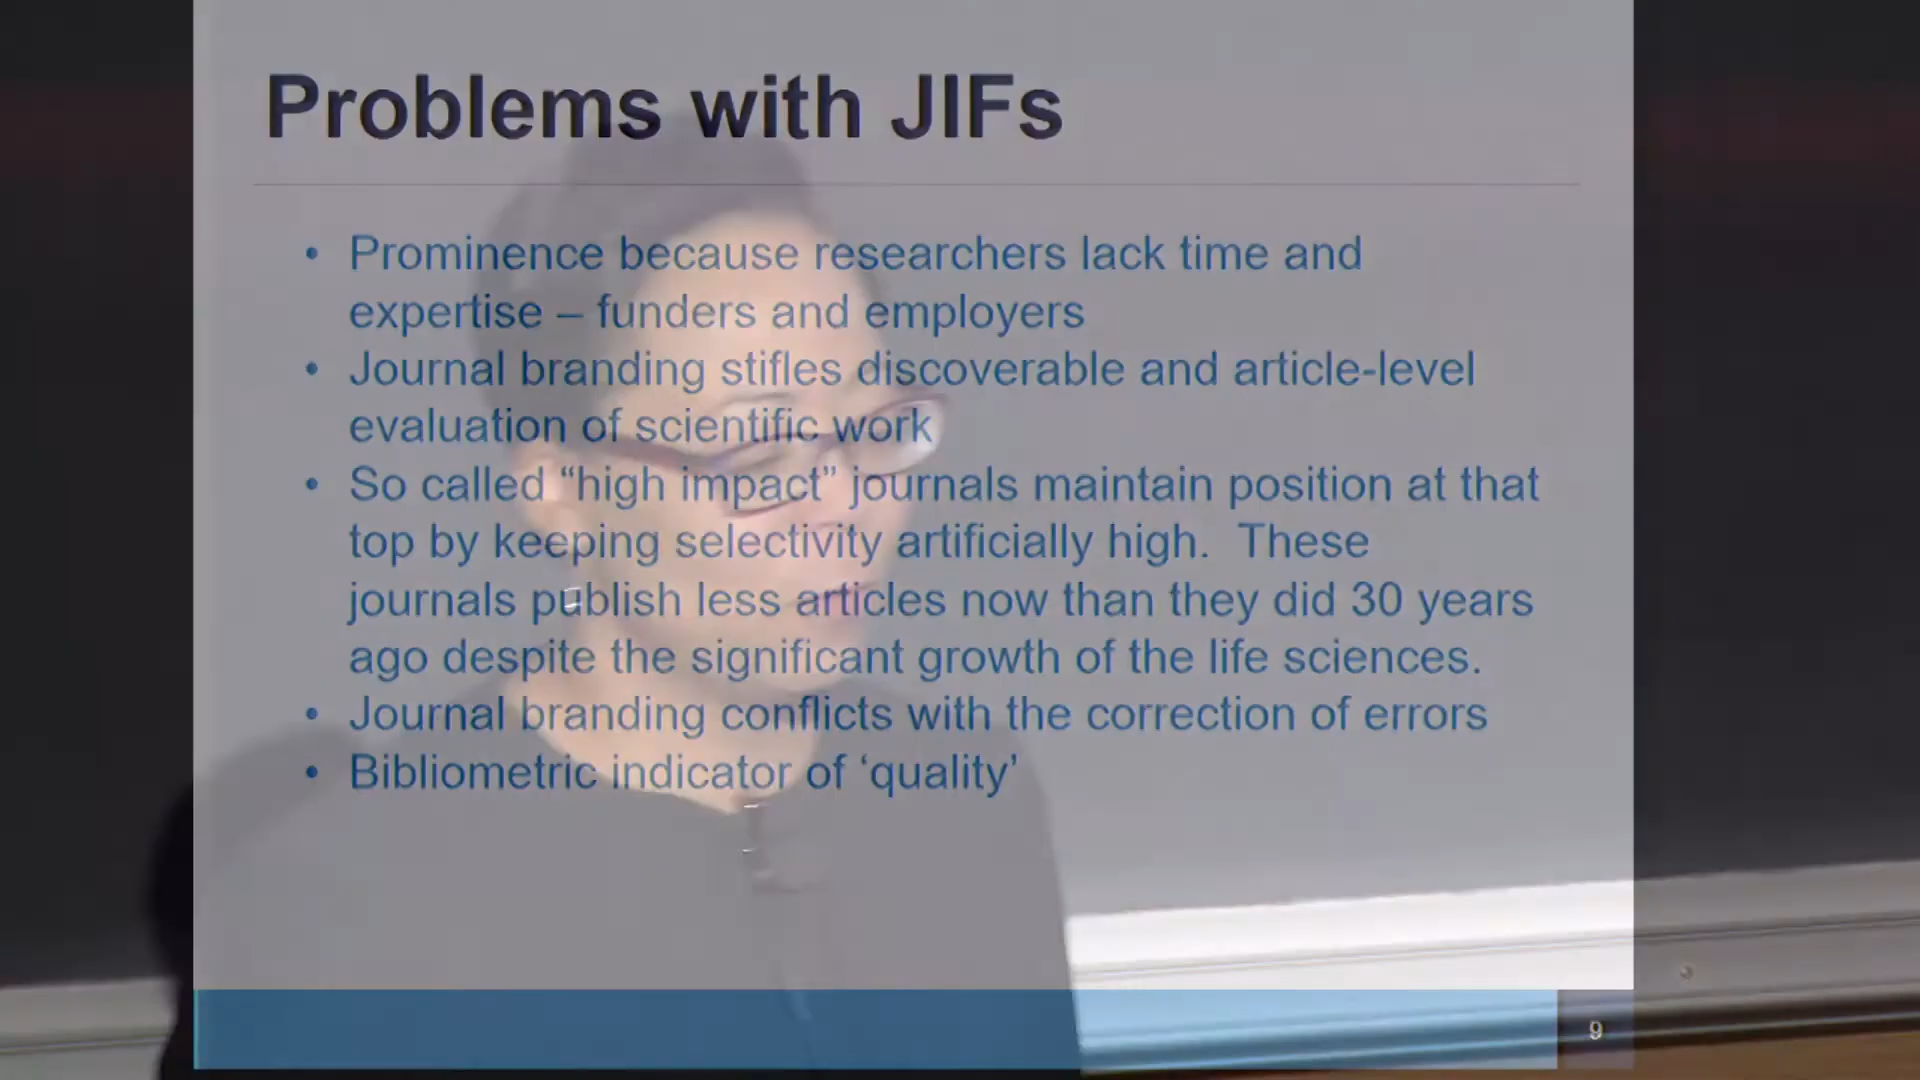 Problems with JIFs
• Prominence because researchers lack time and
expertise – funders and employers
• Journal branding stifles discoverable and article-level
evaluation of scientific work
• So called “high impact” journals maintain position at that
top by keeping selectivity artificially high.  These
journals publish less articles now than they did 30 years
ago despite the significant growth of the life sciences.
• Journal branding conflicts with the correction of errors
• Bibliometric indicator of ‘quality’
9